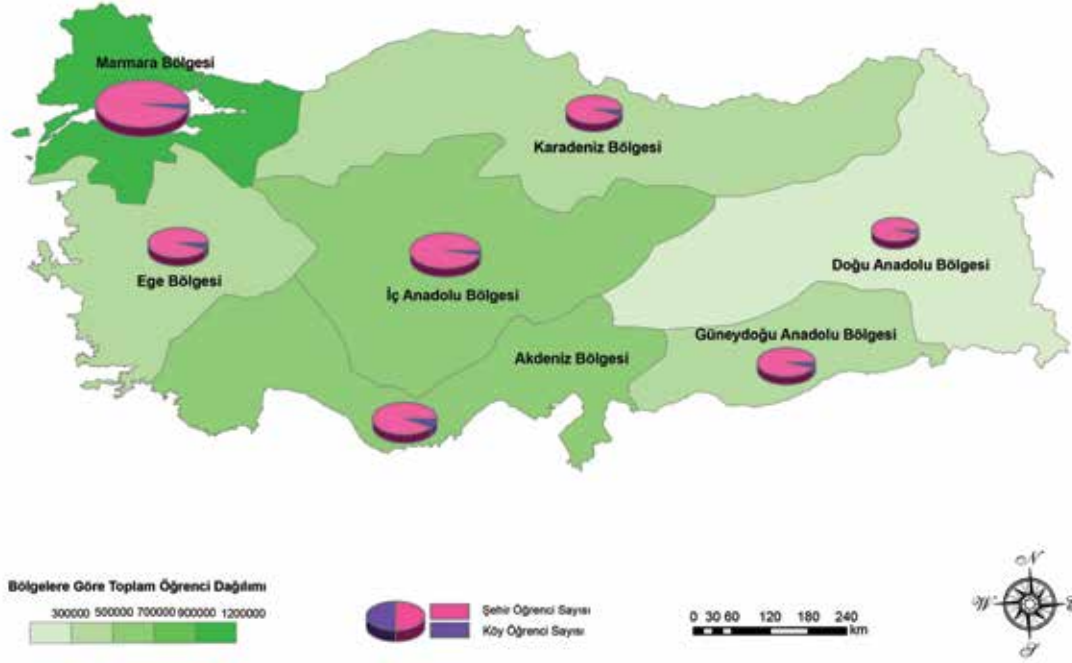 Marmara Bölgesi
Karadeniz Bölgesi
Ege Bölgesi
İç Anadolu Bölgesi
Doğu Anadolu Bölgesi
Güneydoğu Anadolu Bölgesi
Akdeniz Bölgesi
Bölgelere Göre Toplam Öğrenci Dağılımı
300000 500000 700000 900000 1200000
Şehir Öğrenci Sayısı
Köy Öğrenci Sayısı
0 30 60 120 180 240
km
N
W
S